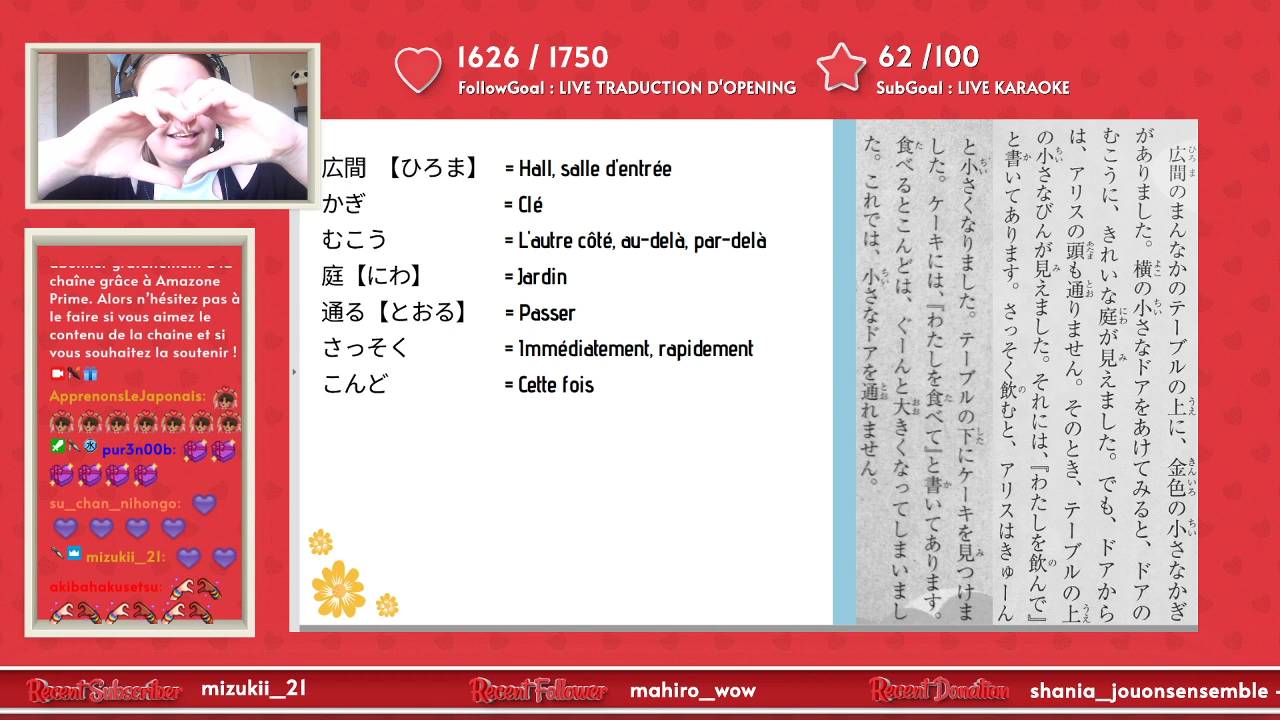 1626 / 1750
FollowGoal : LIVE TRADUCTION D'OPENING
62 /100
SubGoal : LIVE KARAOKE
広間 【ひろま】 = Hall, salle d'entrée
かぎ = Clé
むこう = L'autre côté, au-delà, par-delà
庭【にわ】 = Jardin
通る【とおる】 = Passer
さっそく = Immédiatement, rapidement
こんど = Cette fois
広間のまんなかのテーブルの上に、金色の小さなかぎ
がありました。横の小さなドアをあけてみると、ドアの
むこうに、きれいな庭が見えました。でも、ドアから
は、アリスの頭も通りません。そのとき、テーブルの上
の小さなびんが見えました。それには、『わたしを飲んで』
と書いてあります。さっそく飲むと、アリスはきゅーん
と小さくなりました。テーブルの下にケーキを見つけま
した。ケーキには、『わたしを食べて』と書いてあります。
食べるとこんどは、ぐーんと大きくなってしまいまし
た。これでは、小さなドアを通れません。
chaîne grâce à Amazone
Prime. Alors n'hésitez pas à
le faire si vous aimez le
contenu de la chaine et si
vous souhaitez la soutenir !
ApprenonsLeJaponais:
pur3n00b:
su_chan_nihongo:
mizukii_21:
akibahakusetsu:
Recent Subscriber mizukii_21
Recent Follower mahiro_wow
Recent Donation shania_jouonsensemble -